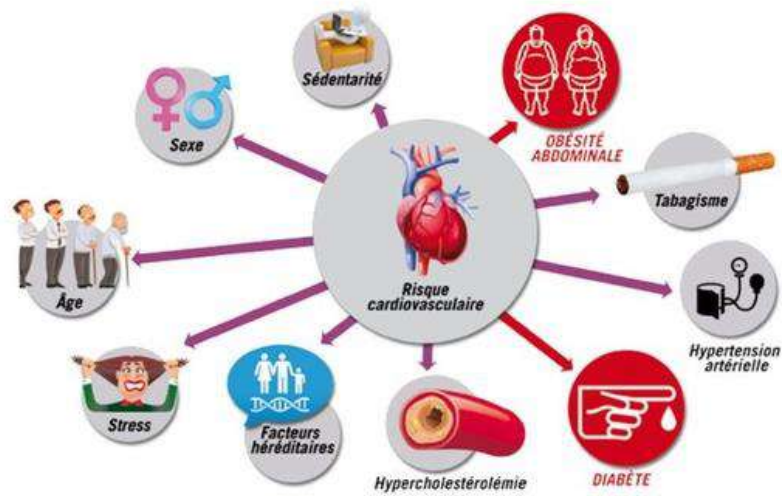 Sédentarité
OBÉSITÉ
ABDOMINALE
Sexe
Tabagisme
Âge
Risque
cardiovasculaire
Hypertension
artérielle
Stress
Facteurs
héréditaires
Hypercholestérolémie
DIABÈTE